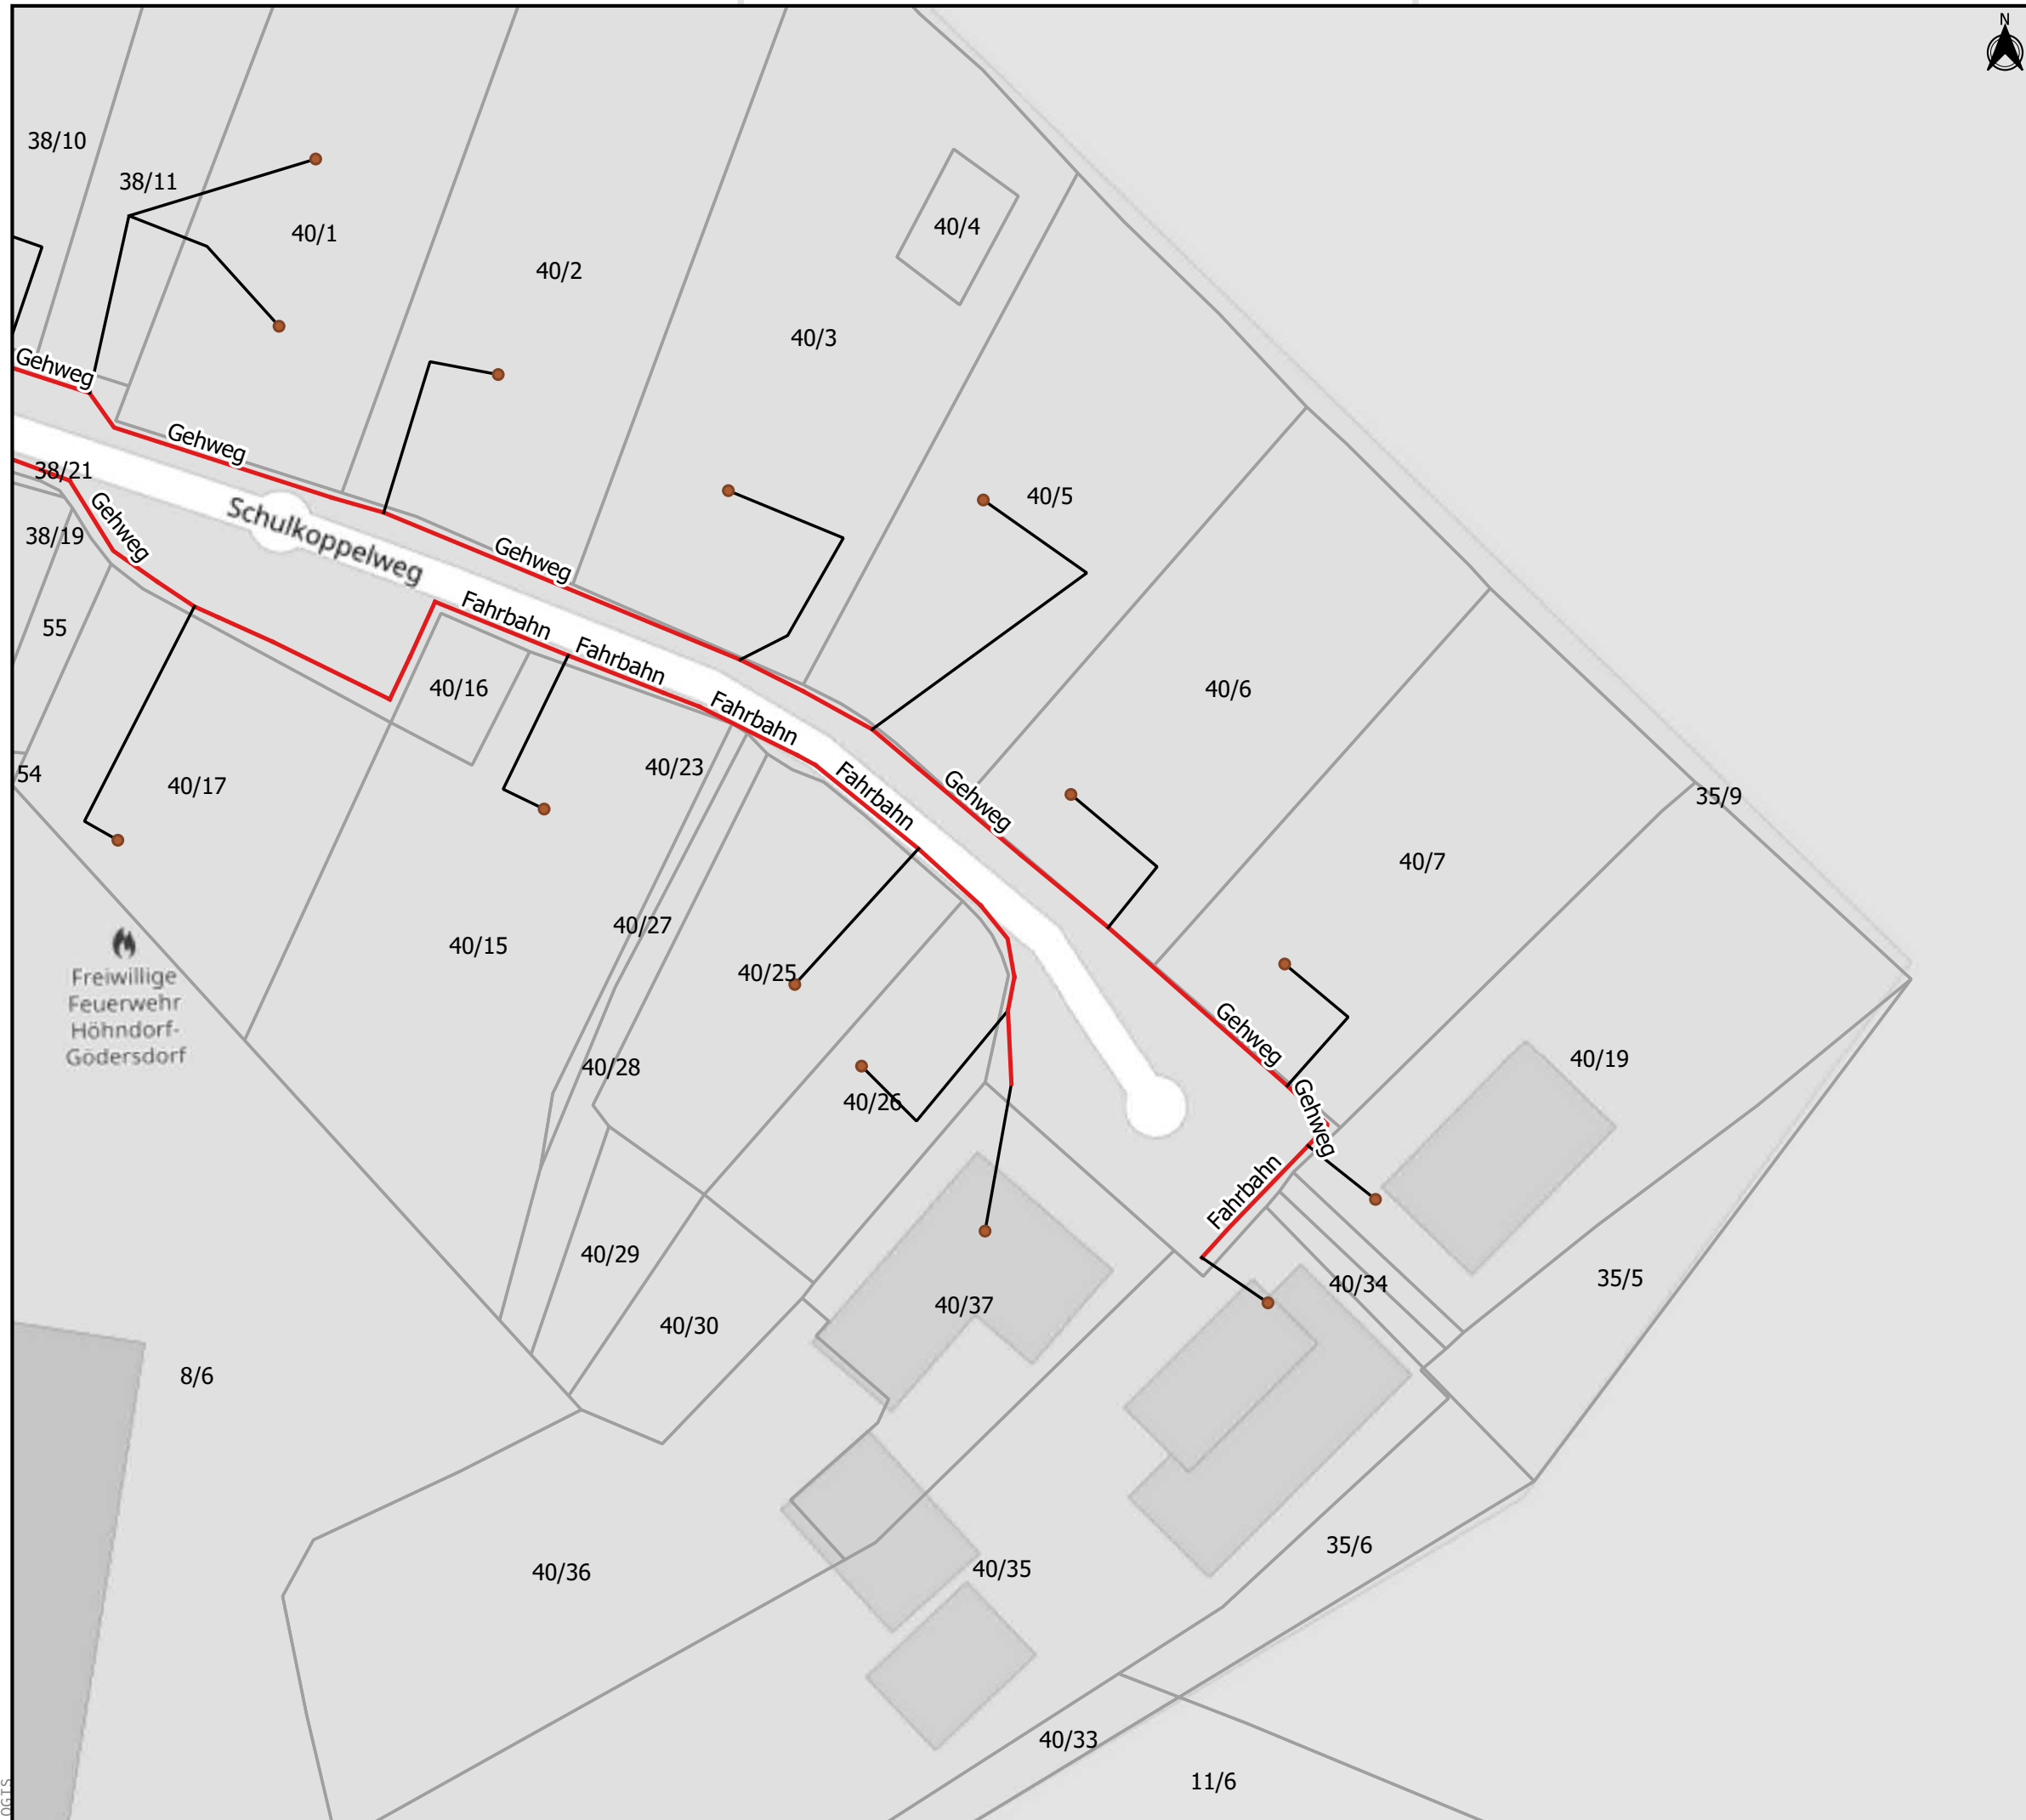 N
38/10
38/11
40/1
40/4
40/2
40/3
Gehweg
Gehweg
38/21
Gehweg
Schulkoppelweg
38/19
Gehweg
40/5
Fahrbahn
Fahrbahn
55
40/16
Fahrbahn
40/6
54
40/17
40/23
Fahrbahn
Gehweg
35/9
40/7
40/27
40/15
40/25
Freiwillige
Feuerwehr
Höhndorf-
Gödersdorf
Gehweg
40/19
40/28
40/26
Gehweg
Fahrbahn
40/29
40/34
35/5
40/37
40/30
8/6
35/6
40/36
40/35
40/33
11/6
OGIS